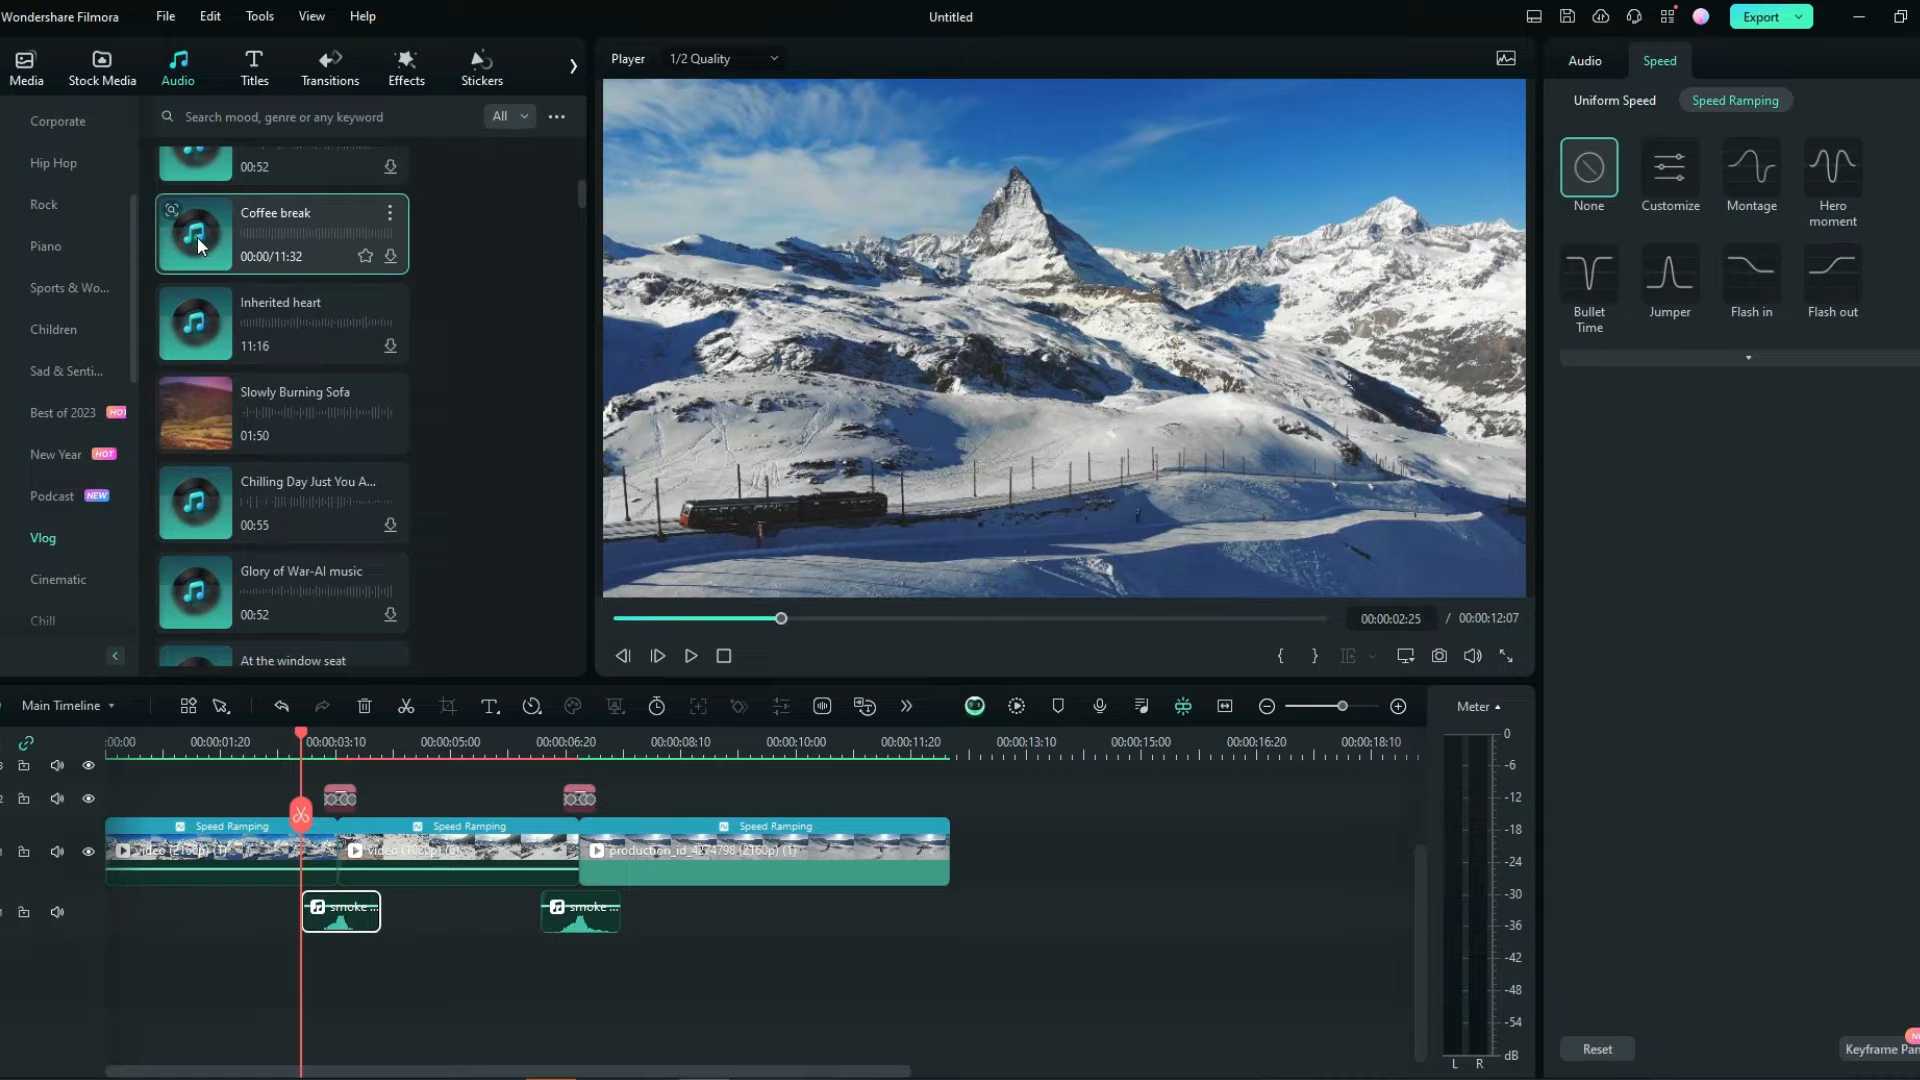 Wondershare Filmora
File
Edit
Tools
View
Help
Untitled
Export
Media
Stock Media
Audio
Titles
Transitions
Effects
Stickers
Player
1/2 Quality
Audio
Speed
Uniform Speed
Speed Ramping
Search mood, genre or any keyword
All
Corporate
Hip Hop
Rock
Piano
Sports & Wo...
Children
Sad & Senti...
Best of 2023
HOT
New Year
HOT
Podcast
NEW
Vlog
Cinematic
Chill
00:52
Coffee break
00:00/11:32
Inherited heart
11:16
Slowly Burning Sofa
01:50
Chilling Day Just You A...
00:55
Glory of War-AI music
00:52
At the window seat
None
Customize
Montage
Hero
moment
Bullet
Time
Jumper
Flash in
Flash out
00:00:02:25 / 00:00:12:07
Main Timeline
Meter
:00:00
00:00:01:20
00:00:03:10
00:00:05:00
00:00:06:20
00:00:08:10
00:00:10:00
00:00:11:20
00:00:13:10
00:00:15:00
00:00:16:20
00:00:18:10
Speed Ramping
Speed Ramping
Speed Ramping
video (2160p) (1)
video (1080p) (6)
production_id_4274798 (2160p) (1)
smoke ...
smoke ...
0
-6
-12
-18
-24
-30
-36
-42
-48
-54
dB
L
R
Reset
Keyframe Pan